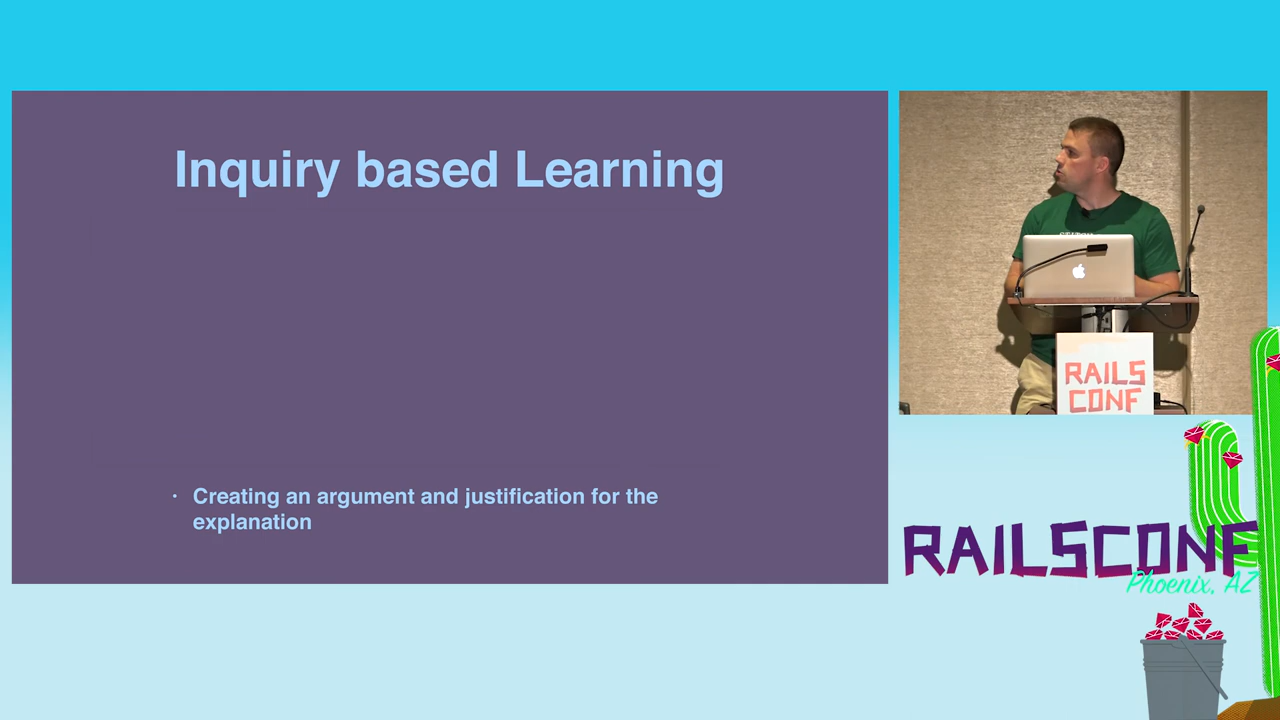 Inquiry based Learning
· Creating an argument and justification for the
explanation
RAILS
CONF
RAILSCONF
Phoenix, AZ